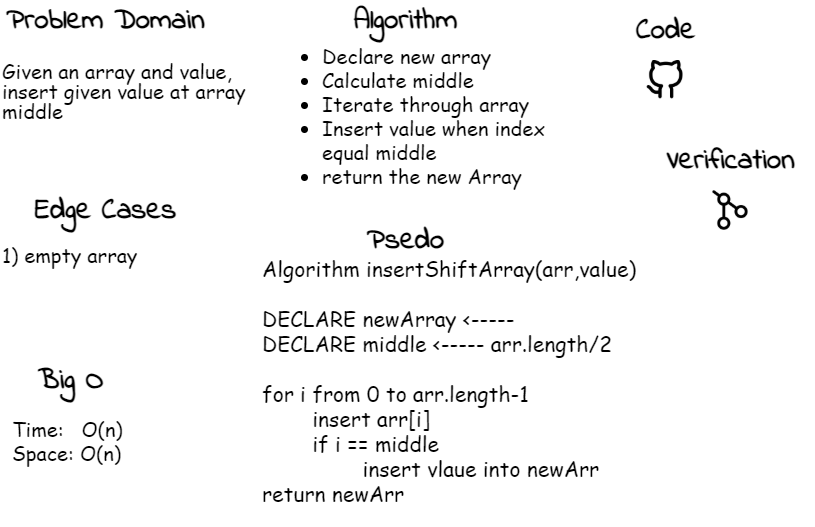 Problem Domain
Given an array and value,
insert given value at array
middle
Edge Cases
1) empty array
Big O
Time: O(n)
Space: O(n)
Algorithm
• Declare new array
• Calculate middle
• Iterate through array
• Insert value when index
equal middle
• return the new Array
Psedo
Algorithm insertShiftArray(arr,value)
DECLARE newArray <-----
DECLARE middle <----- arr.length/2
for i from 0 to arr.length-1
insert arr[i]
if i == middle
insert vlaue into newArr
return newArr
Code
Verification